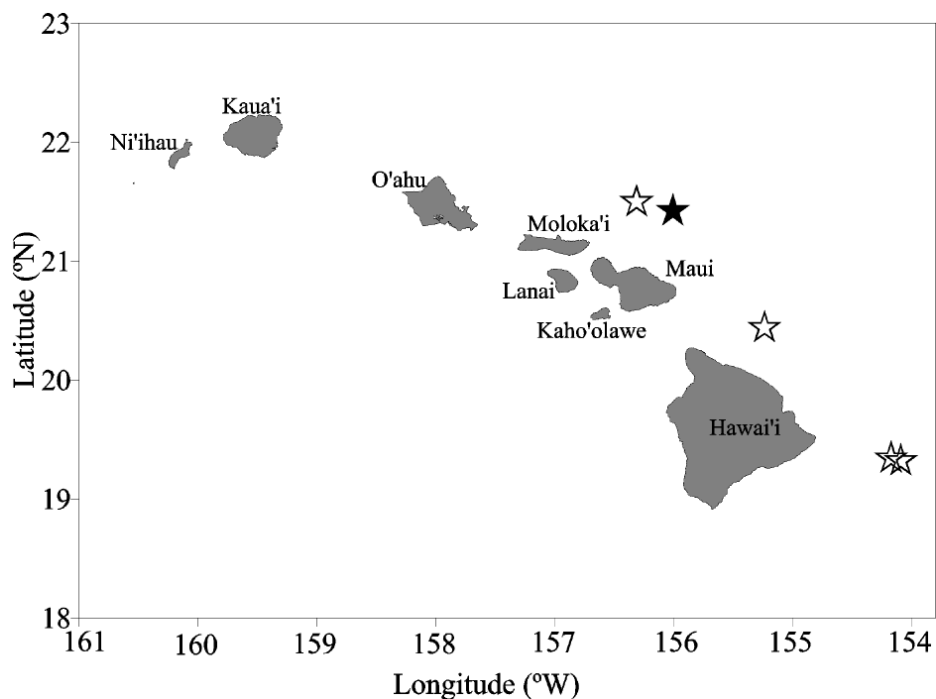 23
22
21
20
19
18
Latitude (ºN)
Kaua'i
Ni'ihau
O'ahu
Moloka'i
Maui
Lanai
Kaho'olawe
Hawai'i
161
160
159
158
157
156
155
154
Longitude (ºW)